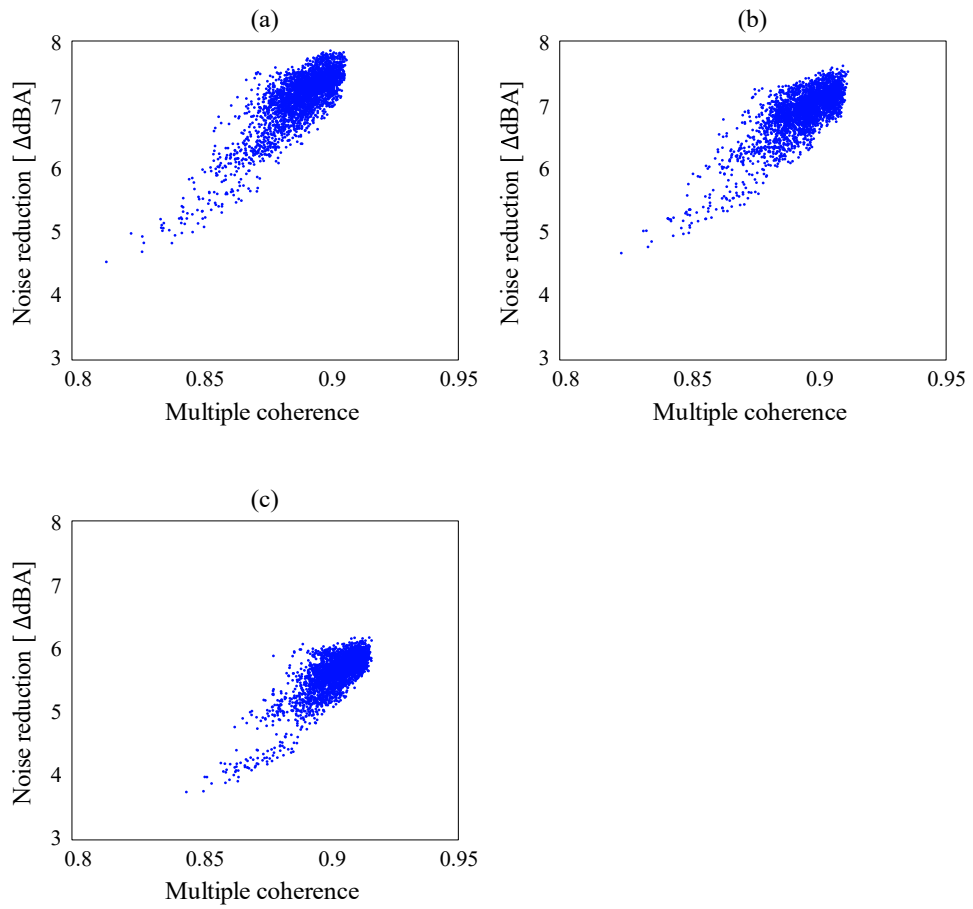 (a)
8
7
6
5
4
3
0.8 0.85 0.9 0.95
Multiple coherence
Noise reduction [ ΔdBA]
(b)
8
7
6
5
4
3
0.8 0.85 0.9 0.95
Multiple coherence
Noise reduction [ ΔdBA]
(c)
8
7
6
5
4
3
0.8 0.85 0.9 0.95
Multiple coherence
Noise reduction [ ΔdBA]